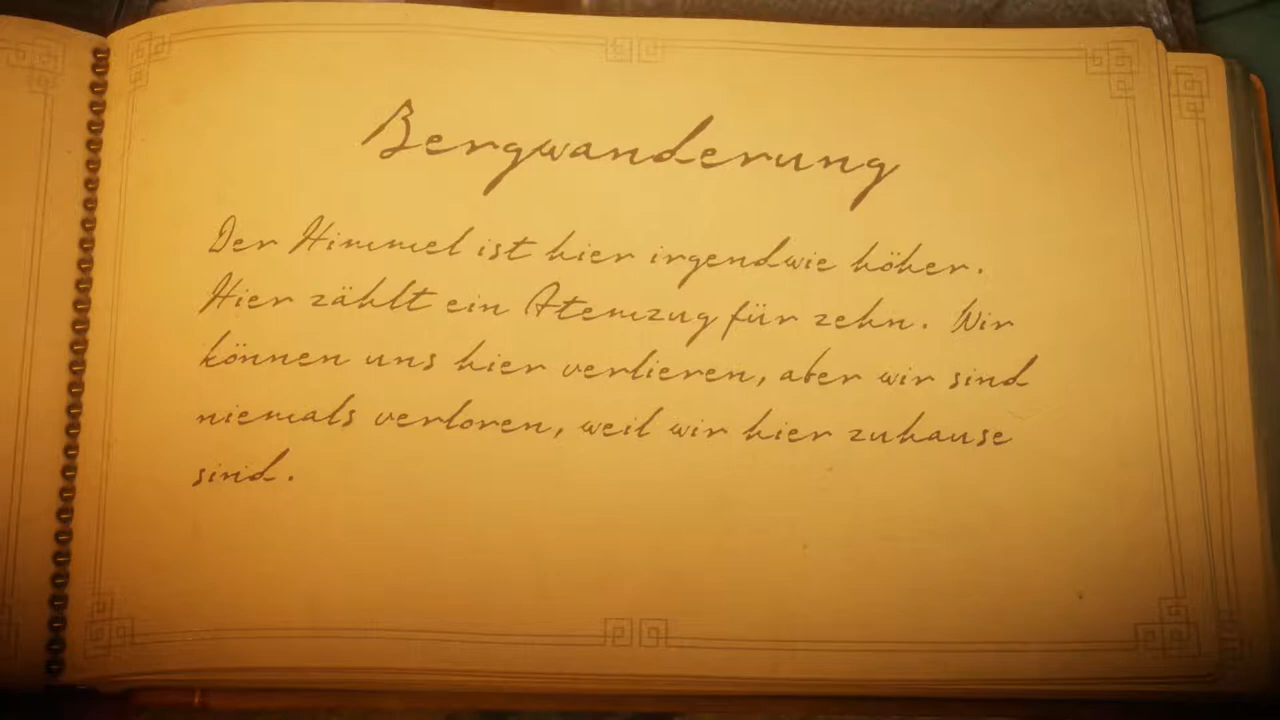 Bergwanderung
Der Himmel ist hier irgendwie höher.
Hier zählt ein Atemzug für zehn. Wir
können uns hier verlieren, aber wir sind
niemals verloren, weil wir hier zuhause
sind.